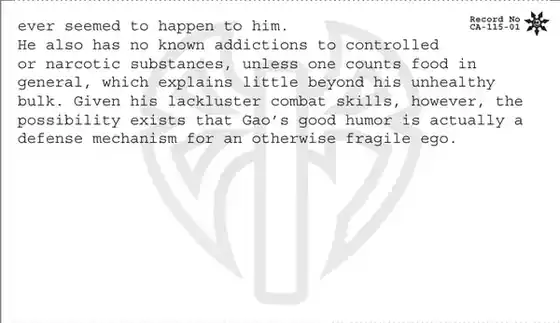 Record No
CA-115-01
ever seemed to happen to him.
He also has no known addictions to controlled
or narcotic substances, unless one counts food in
general, which explains little beyond his unhealthy
bulk. Given his lackluster combat skills, however, the
possibility exists that Gao’s good humor is actually a
defense mechanism for an otherwise fragile ego.